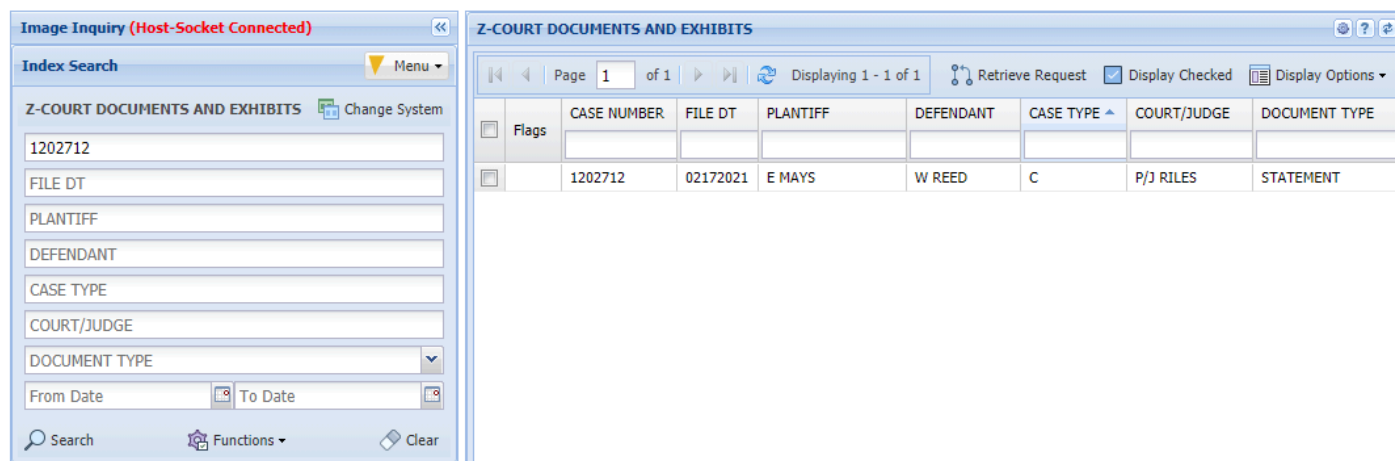 Image Inquiry (Host-Socket Connected)
Index Search
Menu
Z-COURT DOCUMENTS AND EXHIBITS Change System
1202712
FILE DT
PLANTIFF
DEFENDANT
CASE TYPE
COURT/JUDGE
DOCUMENT TYPE
From Date To Date
Search Functions Clear
Z-COURT DOCUMENTS AND EXHIBITS
Page 1 of 1 Displaying 1 - 1 of 1 Retrieve Request Display Checked Display Options
Flags CASE NUMBER FILE DT PLANTIFF DEFENDANT CASE TYPE COURT/JUDGE DOCUMENT TYPE
1202712 02172021 E MAYS W REED C P/J RILES STATEMENT